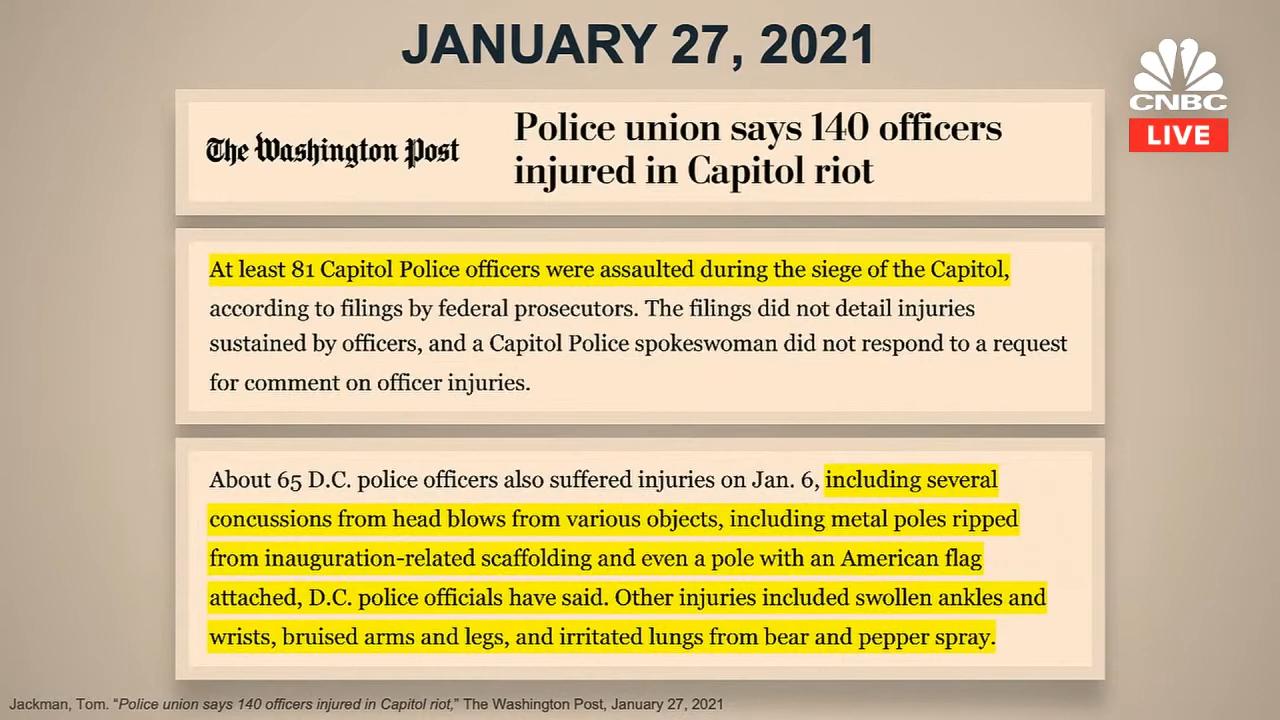 JANUARY 27, 2021
CNBC
LIVE
The Washington Post
Police union says 140 officers
injured in Capitol riot
At least 81 Capitol Police officers were assaulted during the siege of the Capitol,
according to filings by federal prosecutors. The filings did not detail injuries
sustained by officers, and a Capitol Police spokeswoman did not respond to a request
for comment on officer injuries.
About 65 D.C. police officers also suffered injuries on Jan. 6, including several
concussions from head blows from various objects, including metal poles ripped
from inauguration-related scaffolding and even a pole with an American flag
attached, D.C. police officials have said. Other injuries included swollen ankles and
wrists, bruised arms and legs, and irritated lungs from bear and pepper spray.
Jackman, Tom. “Police union says 140 officers injured in Capitol riot,” The Washington Post, January 27, 2021